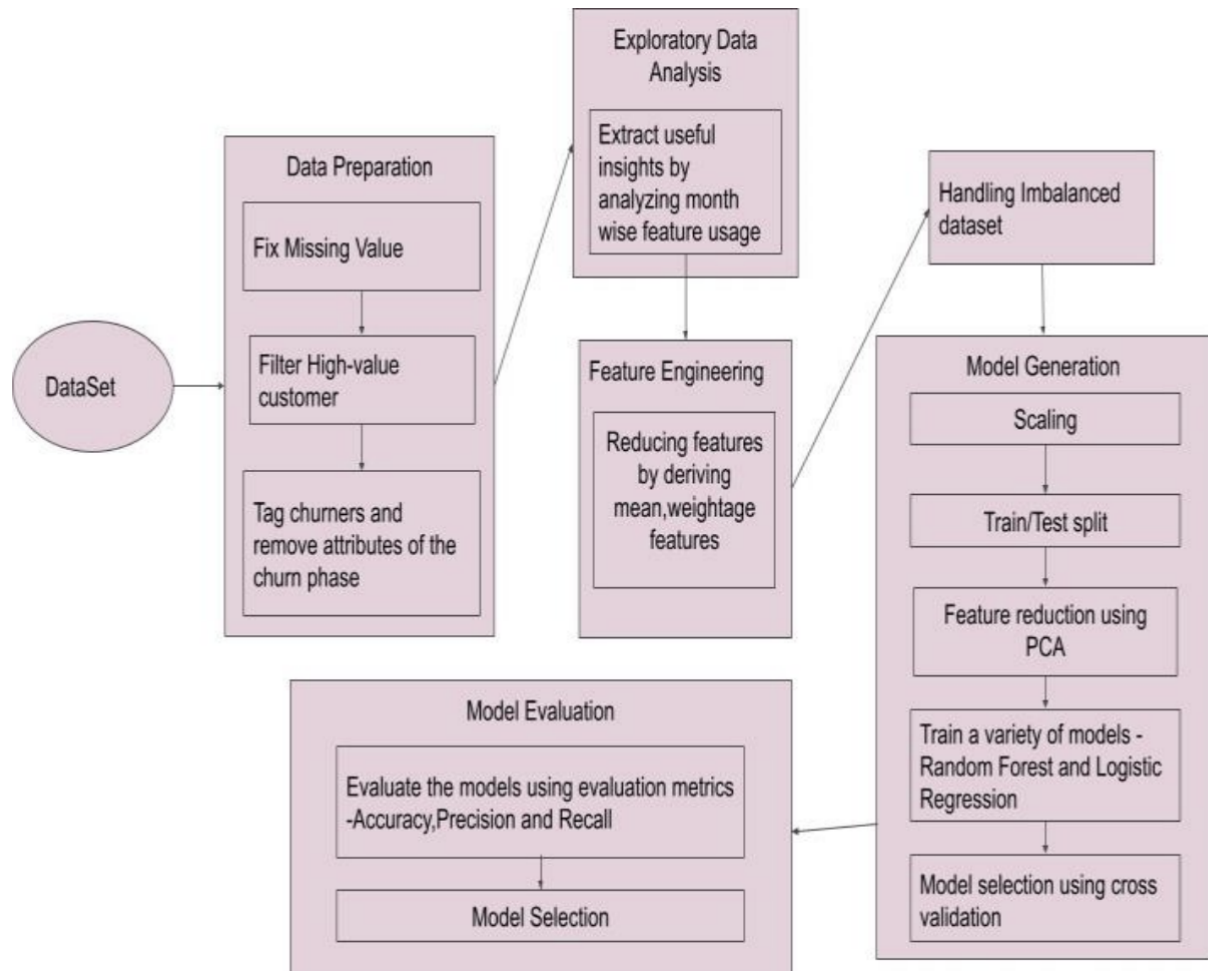 DataSet
Data Preparation
Fix Missing Value
Filter High-value
customer
Tag churners and
remove attributes of the
churn phase
Exploratory Data
Analysis
Extract useful
insights by
analyzing month
wise feature usage
Feature Engineering
Reducing features
by deriving
mean,weightage
features
Handling Imbalanced
dataset
Model Generation
Scaling
Train/Test split
Feature reduction using
PCA
Train a variety of models -
Random Forest and Logistic
Regression
Model selection using cross
validation
Model Evaluation
Evaluate the models using evaluation metrics
-Accuracy,Precision and Recall
Model Selection